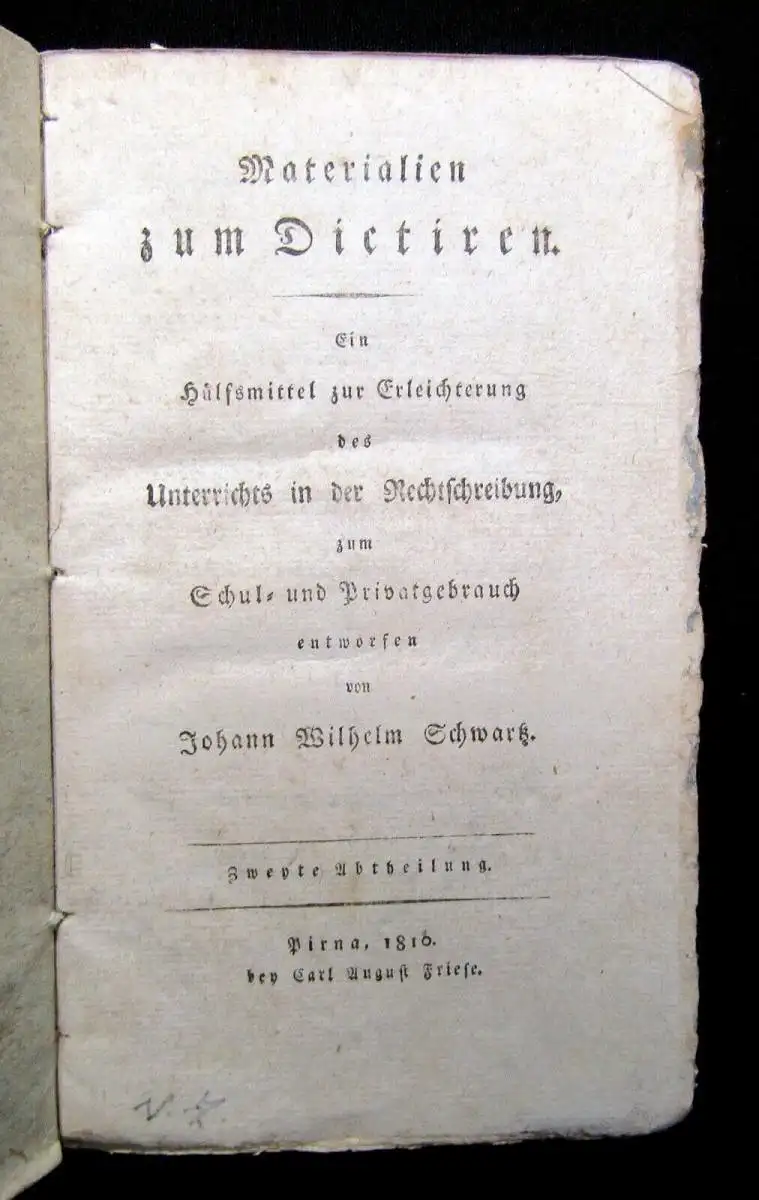 Materialien
zum Dictiren.
Ein
Hülfsmittel zur Erleichterung
des
Unterrichts in der Rechtschreibung,
zum
Schul- und Privatgebrauch
entworfen
von
Johann Wilhelm Schwartz.
Zweyte Abtheilung.
Pirna, 1810.
bey Carl August Friese.